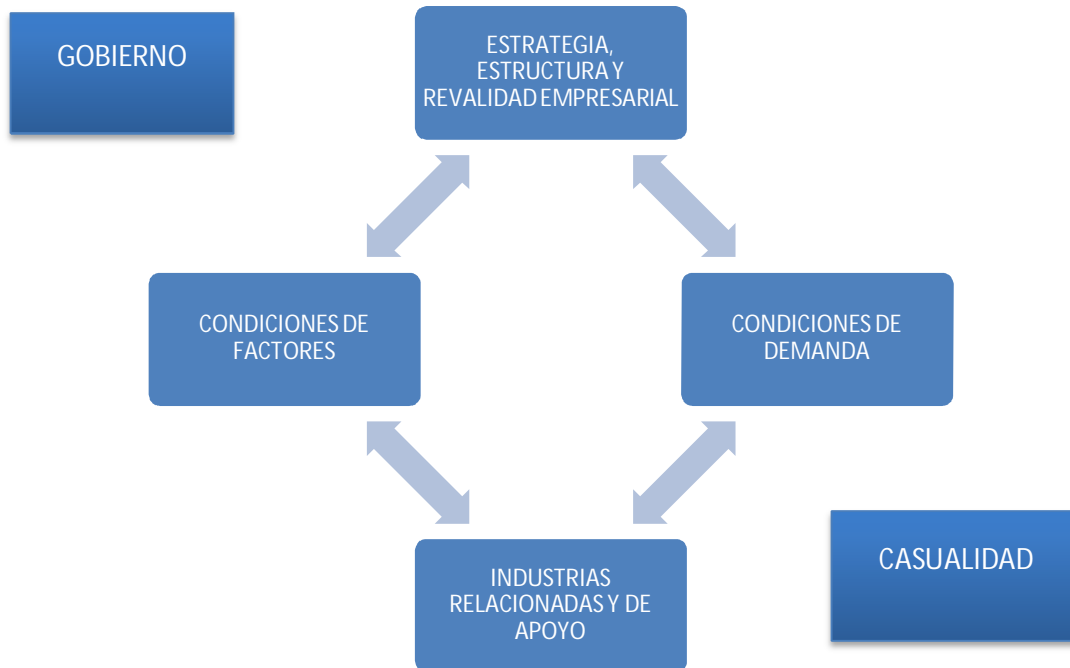 GOBIERNO
ESTRATEGIA,
ESTRUCTURA Y
REVALIDAD EMPRESARIAL
CONDICIONES DE
FACTORES
CONDICIONES DE
DEMANDA
INDUSTRIAS
RELACIONADAS Y DE
APOYO
CASUALIDAD